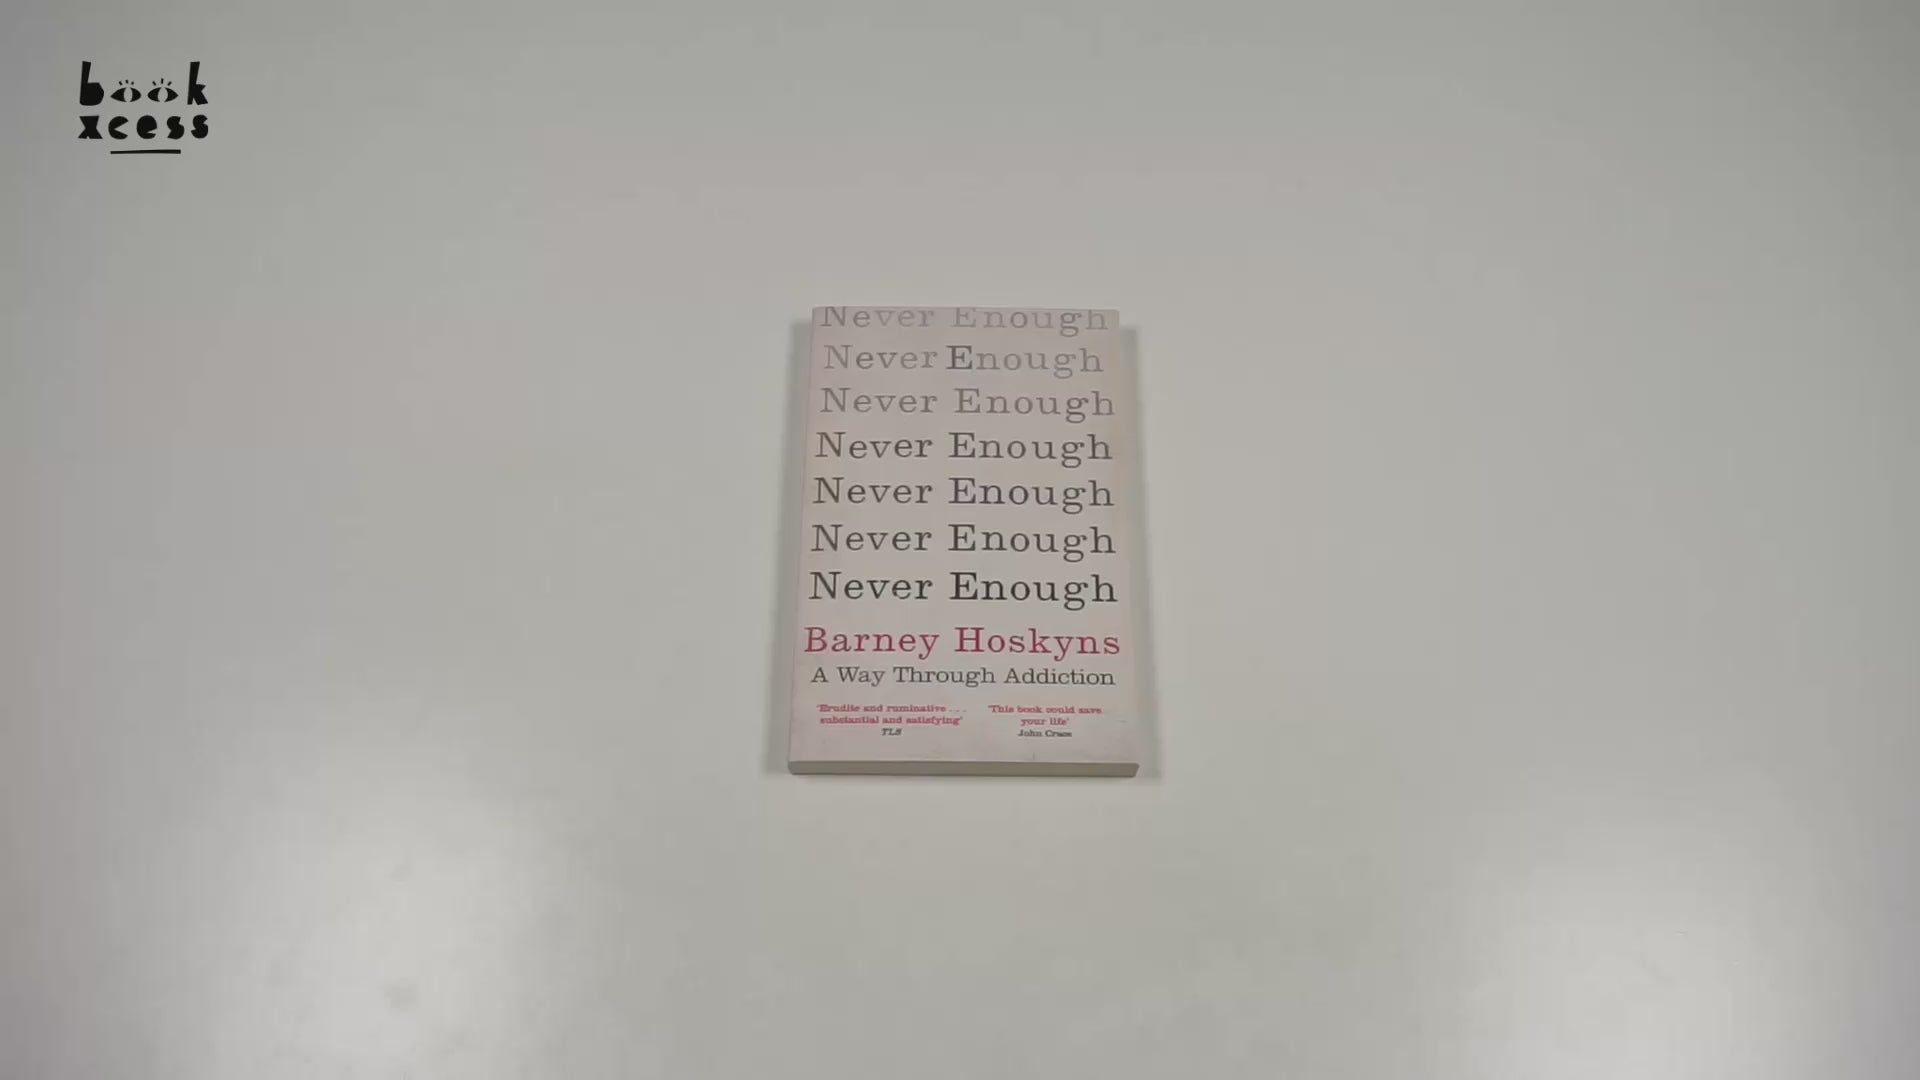 book
xcess
Never Enough
Never Enough
Never Enough
Never Enough
Never Enough
Never Enough
Never Enough
Barney Hoskyns
A Way Through Addiction
'Erudite and ruminative . . .
substantial and satisfying'
TLS
'This book could save
your life'
John Crace